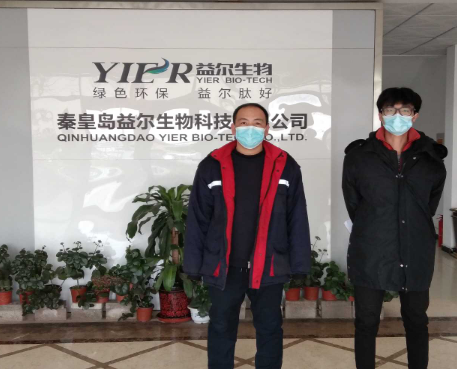 YIER 益尔生物
YIER BIO-TECH
绿色环保 益尔肽好
秦皇岛益尔生物科技 公司
QINHUANGDAO YIER BIO-TE CO.,LTD.